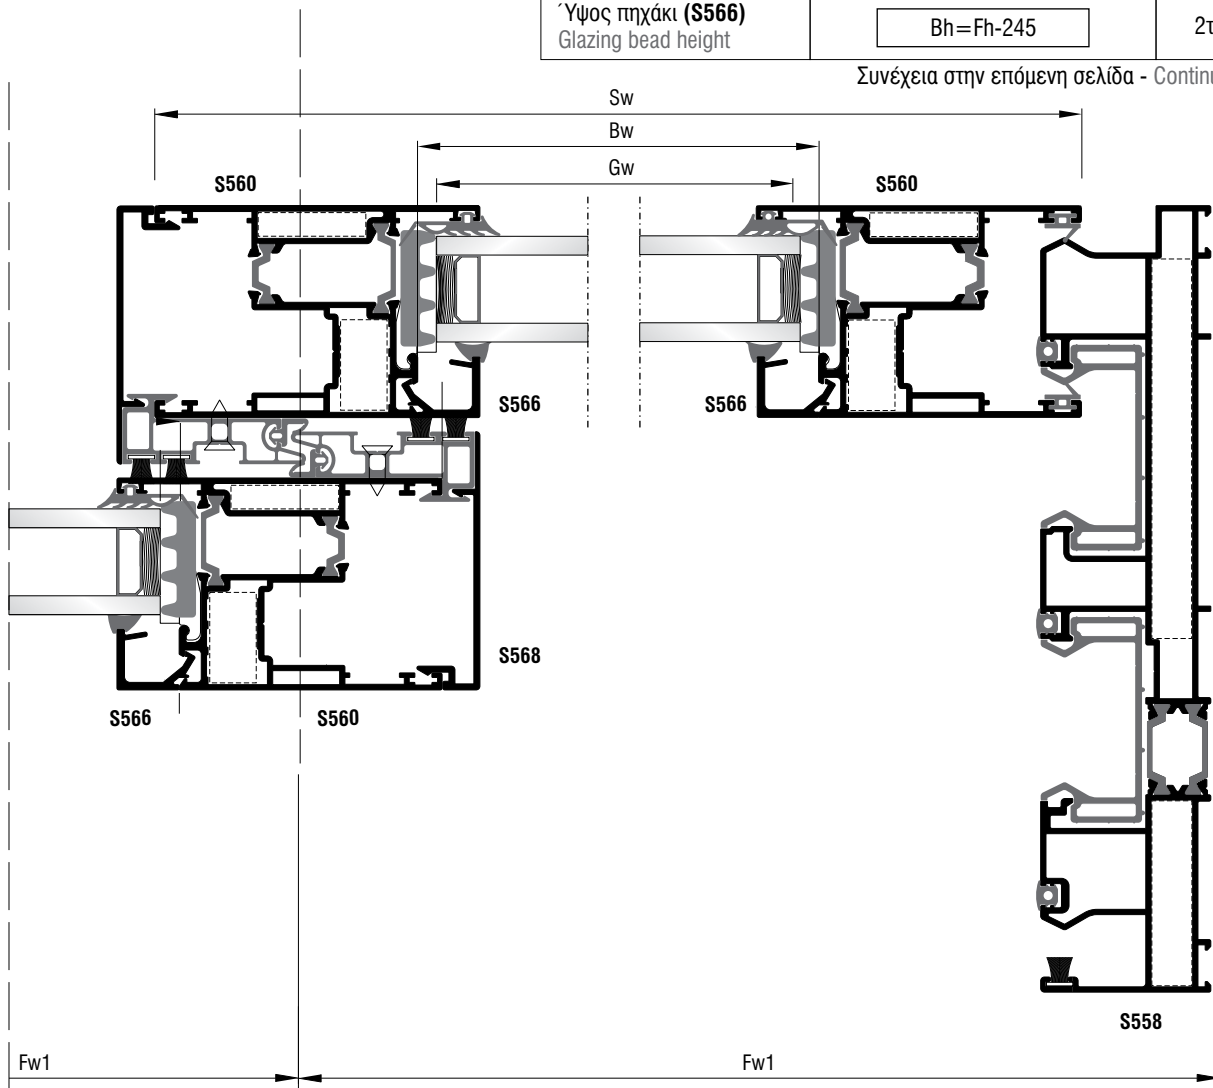 Ύψος πηχάκι (S566)
Glazing bead height
Bh=Fh-245
Συνέχεια στην επόμενη σελίδα -
Sw
Bw
Gw
S560
S560
S566
S566
S568
S566
S560
S558
Fw1
Fw1